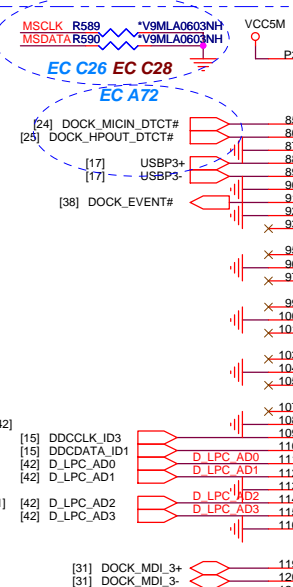 MSCLK R589 *V9MLA0603NH VCC5M
MSDATA R590 *V9MLA0603NH
EC C26 EC C28
EC A72
[24] DOCK_MICIN_DTCT#
[25] DOCK_HPOUT_DTCT#
[17] USBP3+
[17] USBP3-
[38] DOCK_EVENT#
[15] DDCCLK_ID3
[15] DDCDATA_ID1
[42] D_LPC_AD0 D_LPC_AD0
[42] D_LPC_AD1 D_LPC_AD1
[42] D_LPC_AD2 D_LPC_AD2
[42] D_LPC_AD3 D_LPC_AD3
[31] DOCK_MDI_3+
[31] DOCK_MDI_3-